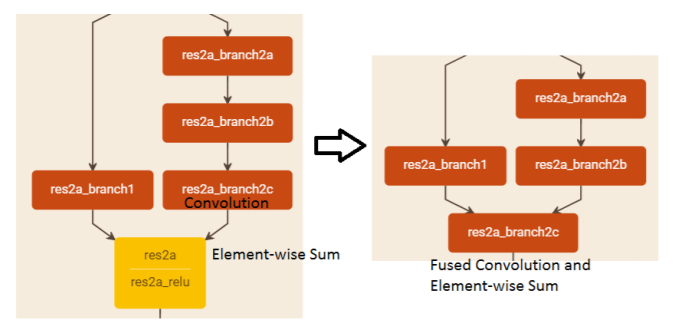 res2a_branch2a
res2a_branch2b
res2a_branch1
res2a_branch2c
Convolution
res2a
res2a_relu
Element-wise Sum
res2a_branch2a
res2a_branch1
res2a_branch2b
res2a_branch2c
Fused Convolution and
Element-wise Sum